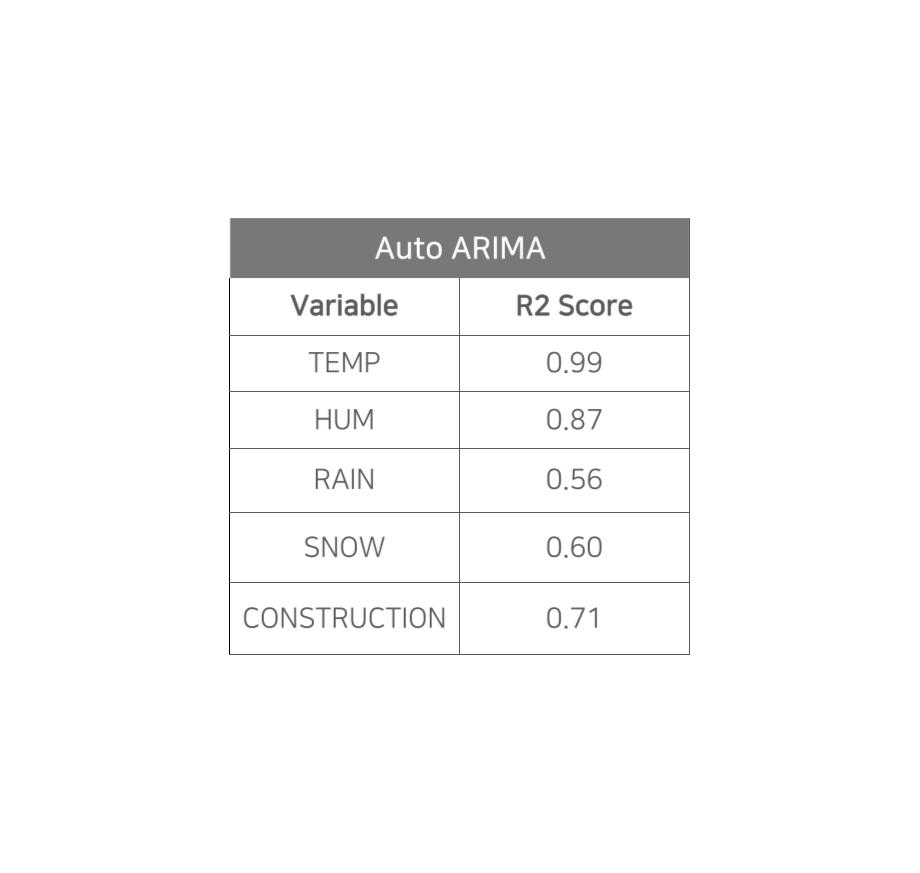 Auto ARIMA
Variable R2 Score
TEMP 0.99
HUM 0.87
RAIN 0.56
SNOW 0.60
CONSTRUCTION 0.71